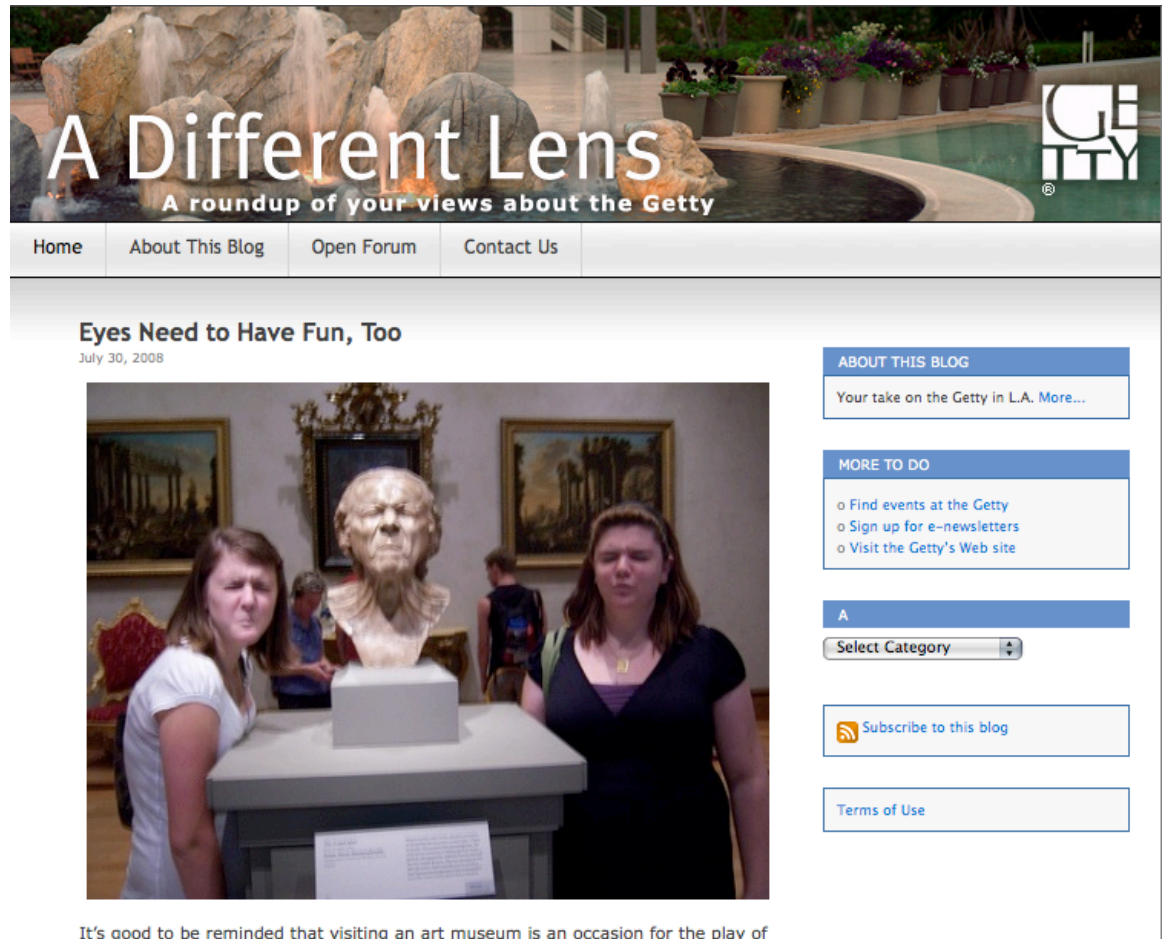 A Different Lens
A roundup of your views about the Getty
GETTY
®
Home
About This Blog
Open Forum
Contact Us
Eyes Need to Have Fun, Too
July 30, 2008
It's good to be reminded that visiting an art museum is an occasion for the play of
ABOUT THIS BLOG
Your take on the Getty in L.A. More...
MORE TO DO
o Find events at the Getty
o Sign up for e-newsletters
o Visit the Getty's Web site
A
Select Category
Subscribe to this blog
Terms of Use